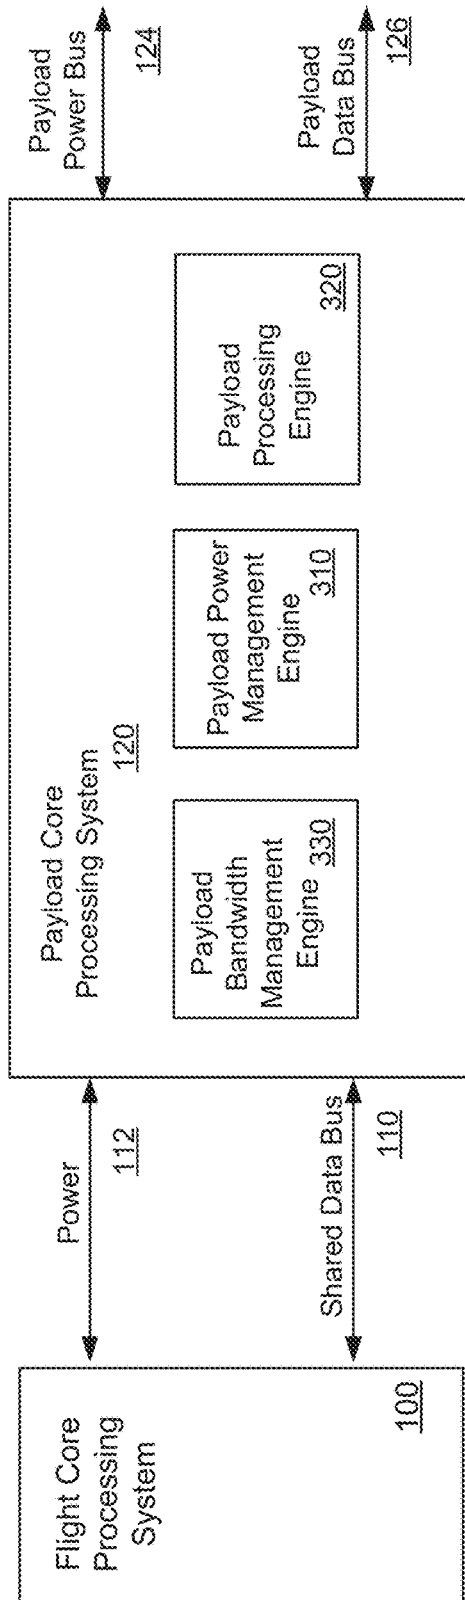 Flight Core
Processing
System
100
Power
112
Shared Data Bus
110
Payload Core
Processing System
120
Payload
Bandwidth
Management
Engine 330
Payload Power
Management
Engine
310
Payload
Processing
Engine
320
Payload
Power Bus
124
Payload
Data Bus
126